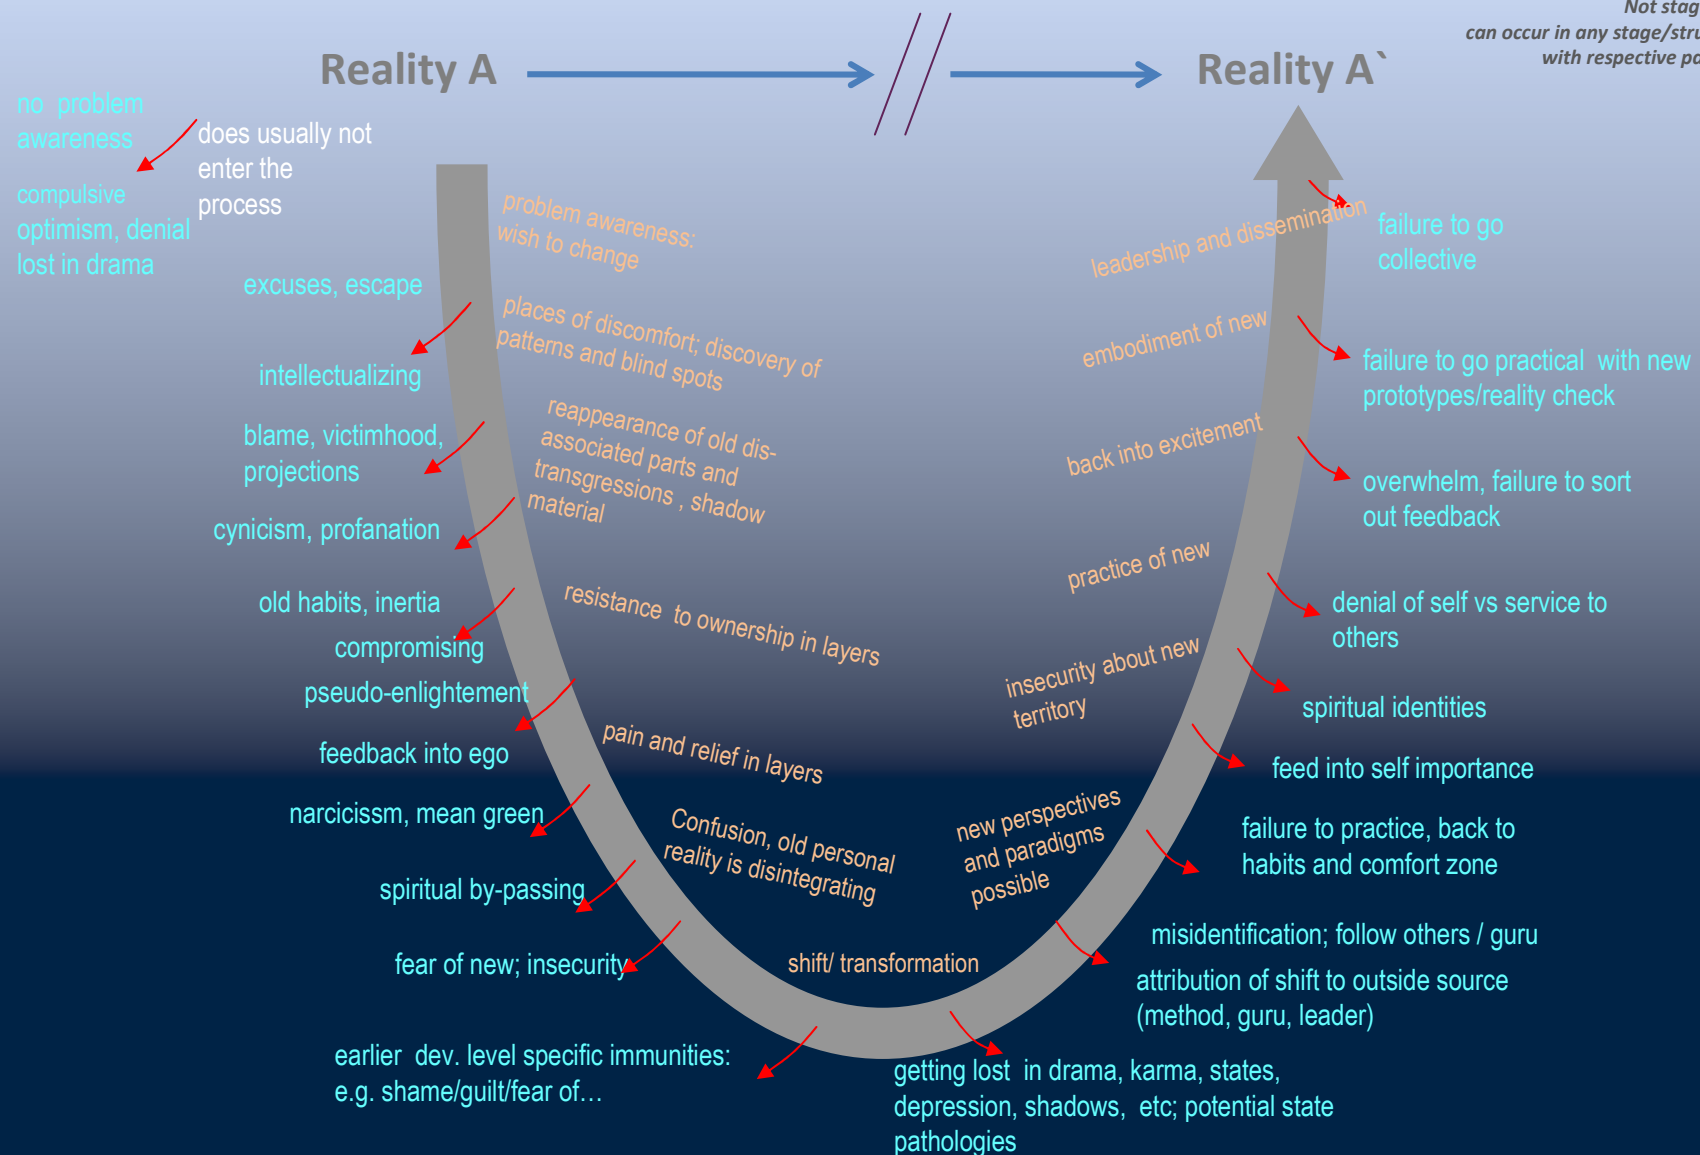 Not stag
can occur in any stage/stru
with respective pa
Reality A
Reality A`
no problem
awareness
does usually not
enter the
process
compulsive
optimism, denial
lost in drama
excuses, escape
intellectualizing
blame, victimhood,
projections
cynicism, profanation
old habits, inertia
compromising
pseudo-enlightement
feedback into ego
narcicissm, mean green
spiritual by-passing
fear of new; insecurity
earlier dev. level specific immunities:
e.g. shame/guilt/fear of…
problem awareness:
wish to change
places of discomfort; discovery of
patterns and blind spots
reappearance of old dis-
associated parts and
transgressions , shadow
material
resistance to ownership in layers
pain and relief in layers
Confusion, old personal
reality is disintegrating
shift/ transformation
new perspectives
and paradigms
possible
insecurity about new
territory
practice of new
back into excitement
embodiment of new
leadership and dissemination
failure to go
collective
failure to go practical with new
prototypes/reality check
overwhelm, failure to sort
out feedback
denial of self vs service to
others
spiritual identities
feed into self importance
failure to practice, back to
habits and comfort zone
misidentification; follow others / guru
attribution of shift to outside source
(method, guru, leader)
getting lost in drama, karma, states,
depression, shadows, etc; potential state
pathologies